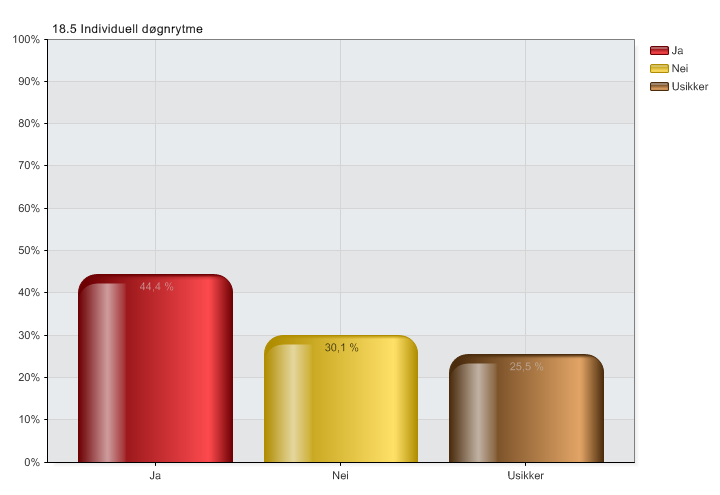 18.5 Individuell døgnrytme
100%
90%
80%
70%
60%
50%
40%
30%
20%
10%
0%
44,4 %
30,1 %
25,5 %
Ja
Nei
Usikker
Ja
Nei
Usikker